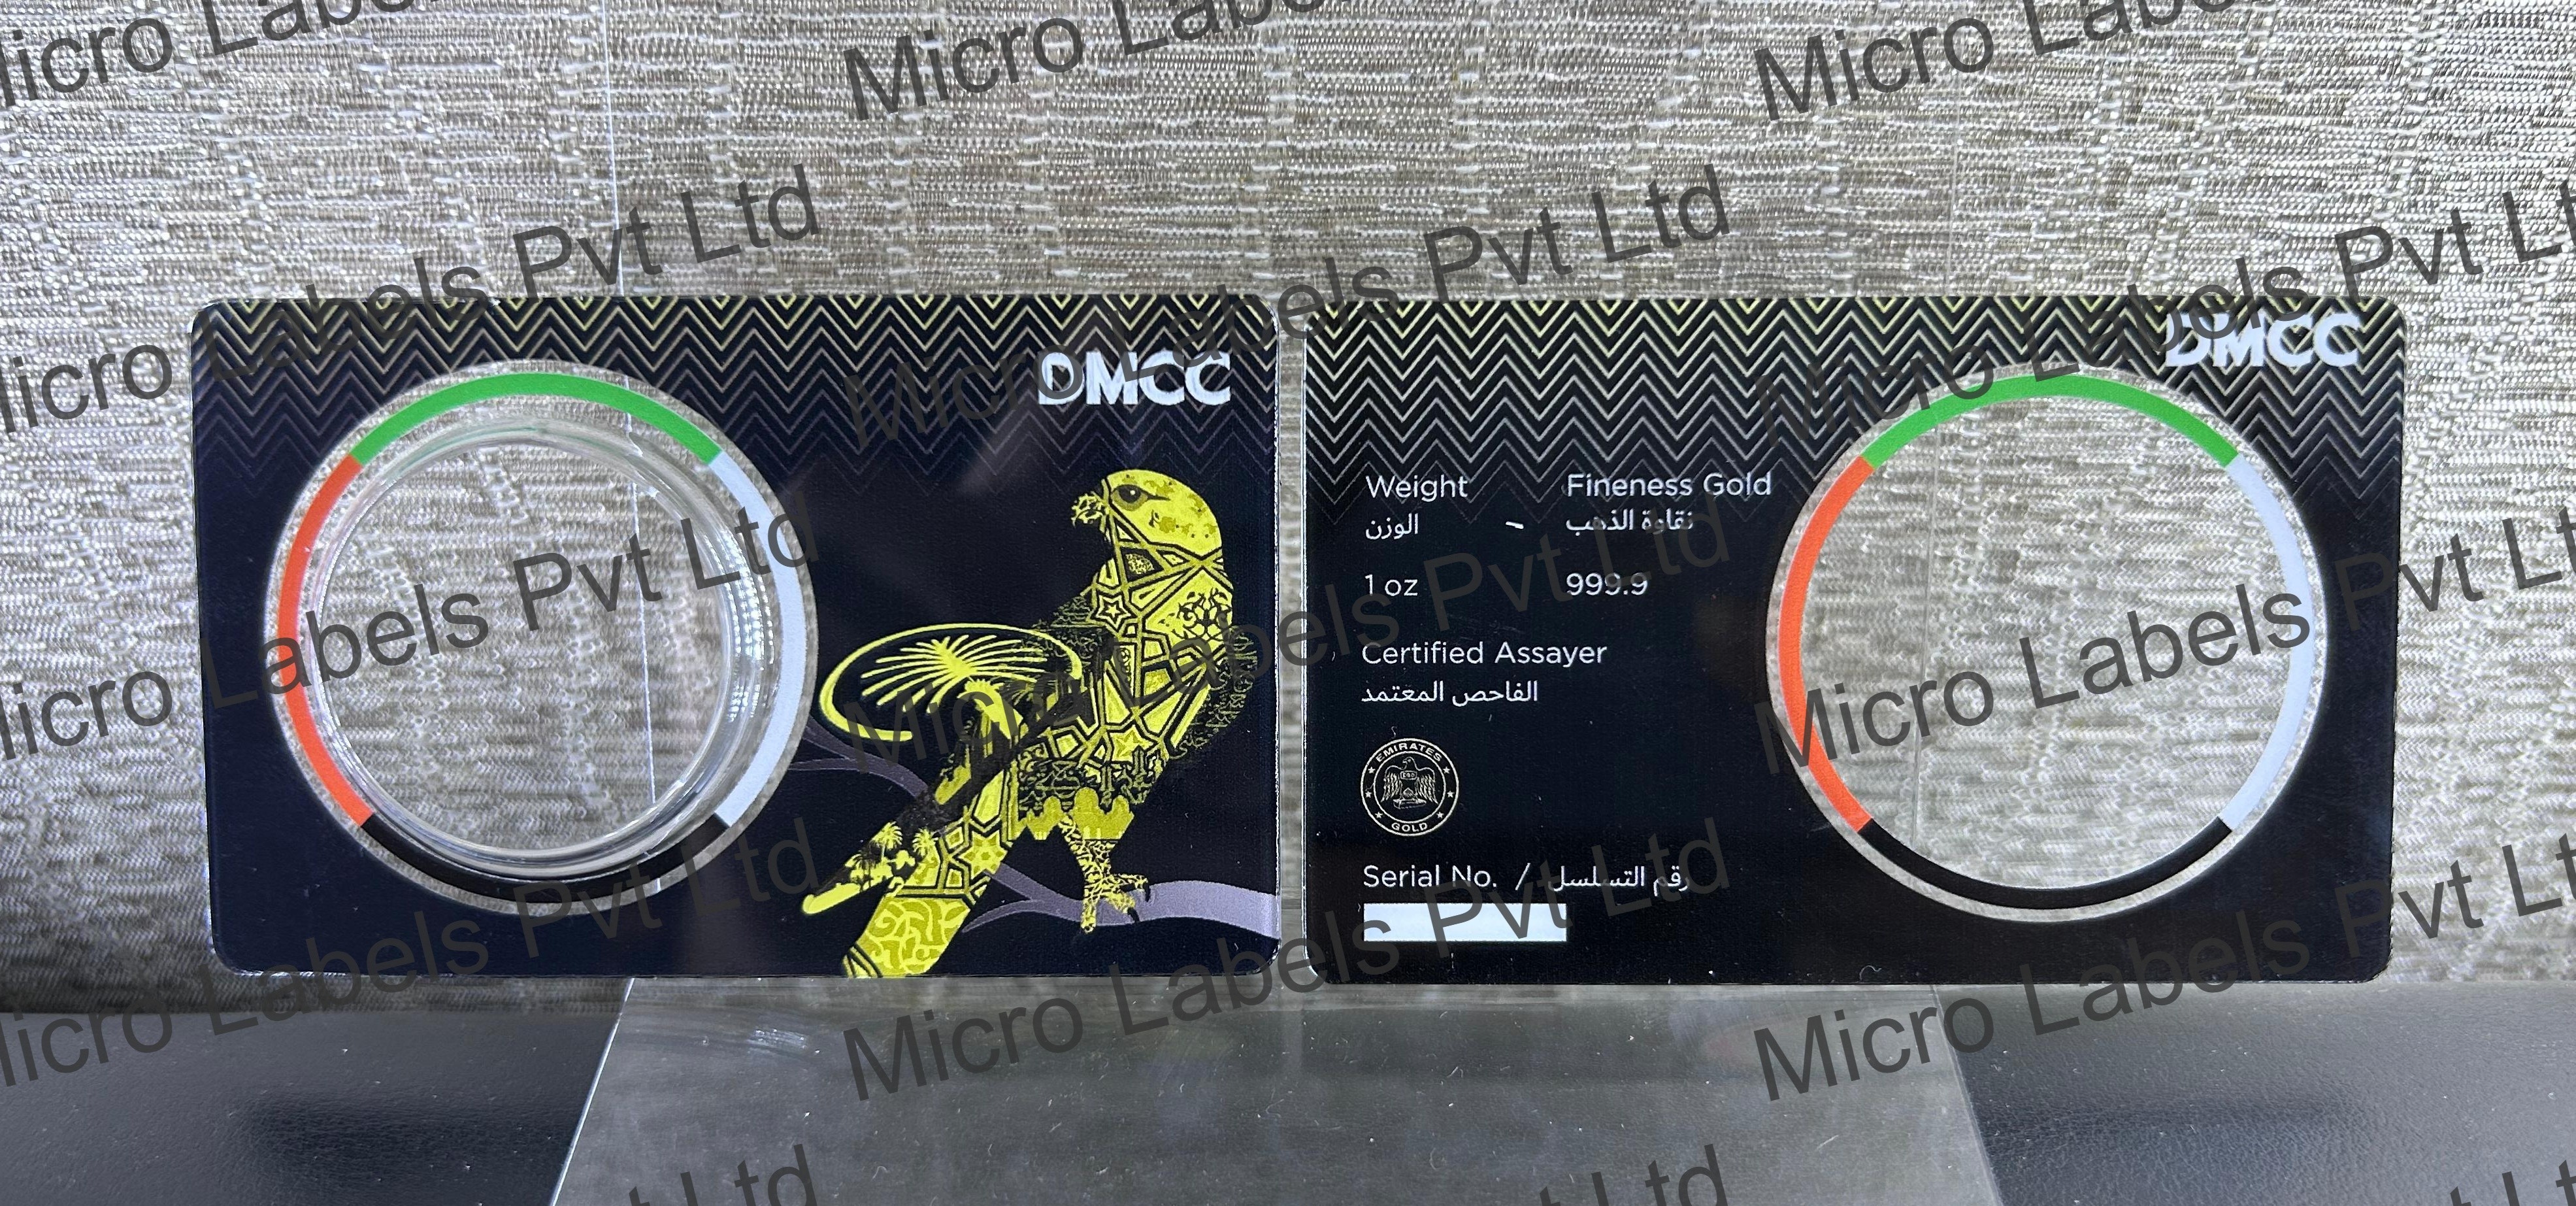 Micro Labels Pvt Ltd
DMCC
DMCC
Weight
الوزن
Fineness Gold
نقاوة الذهب
1 oz
999.9
Certified Assayer
الفاحص المعتمد
EMIRATES
GOLD
Serial No. / رقم التسلسل